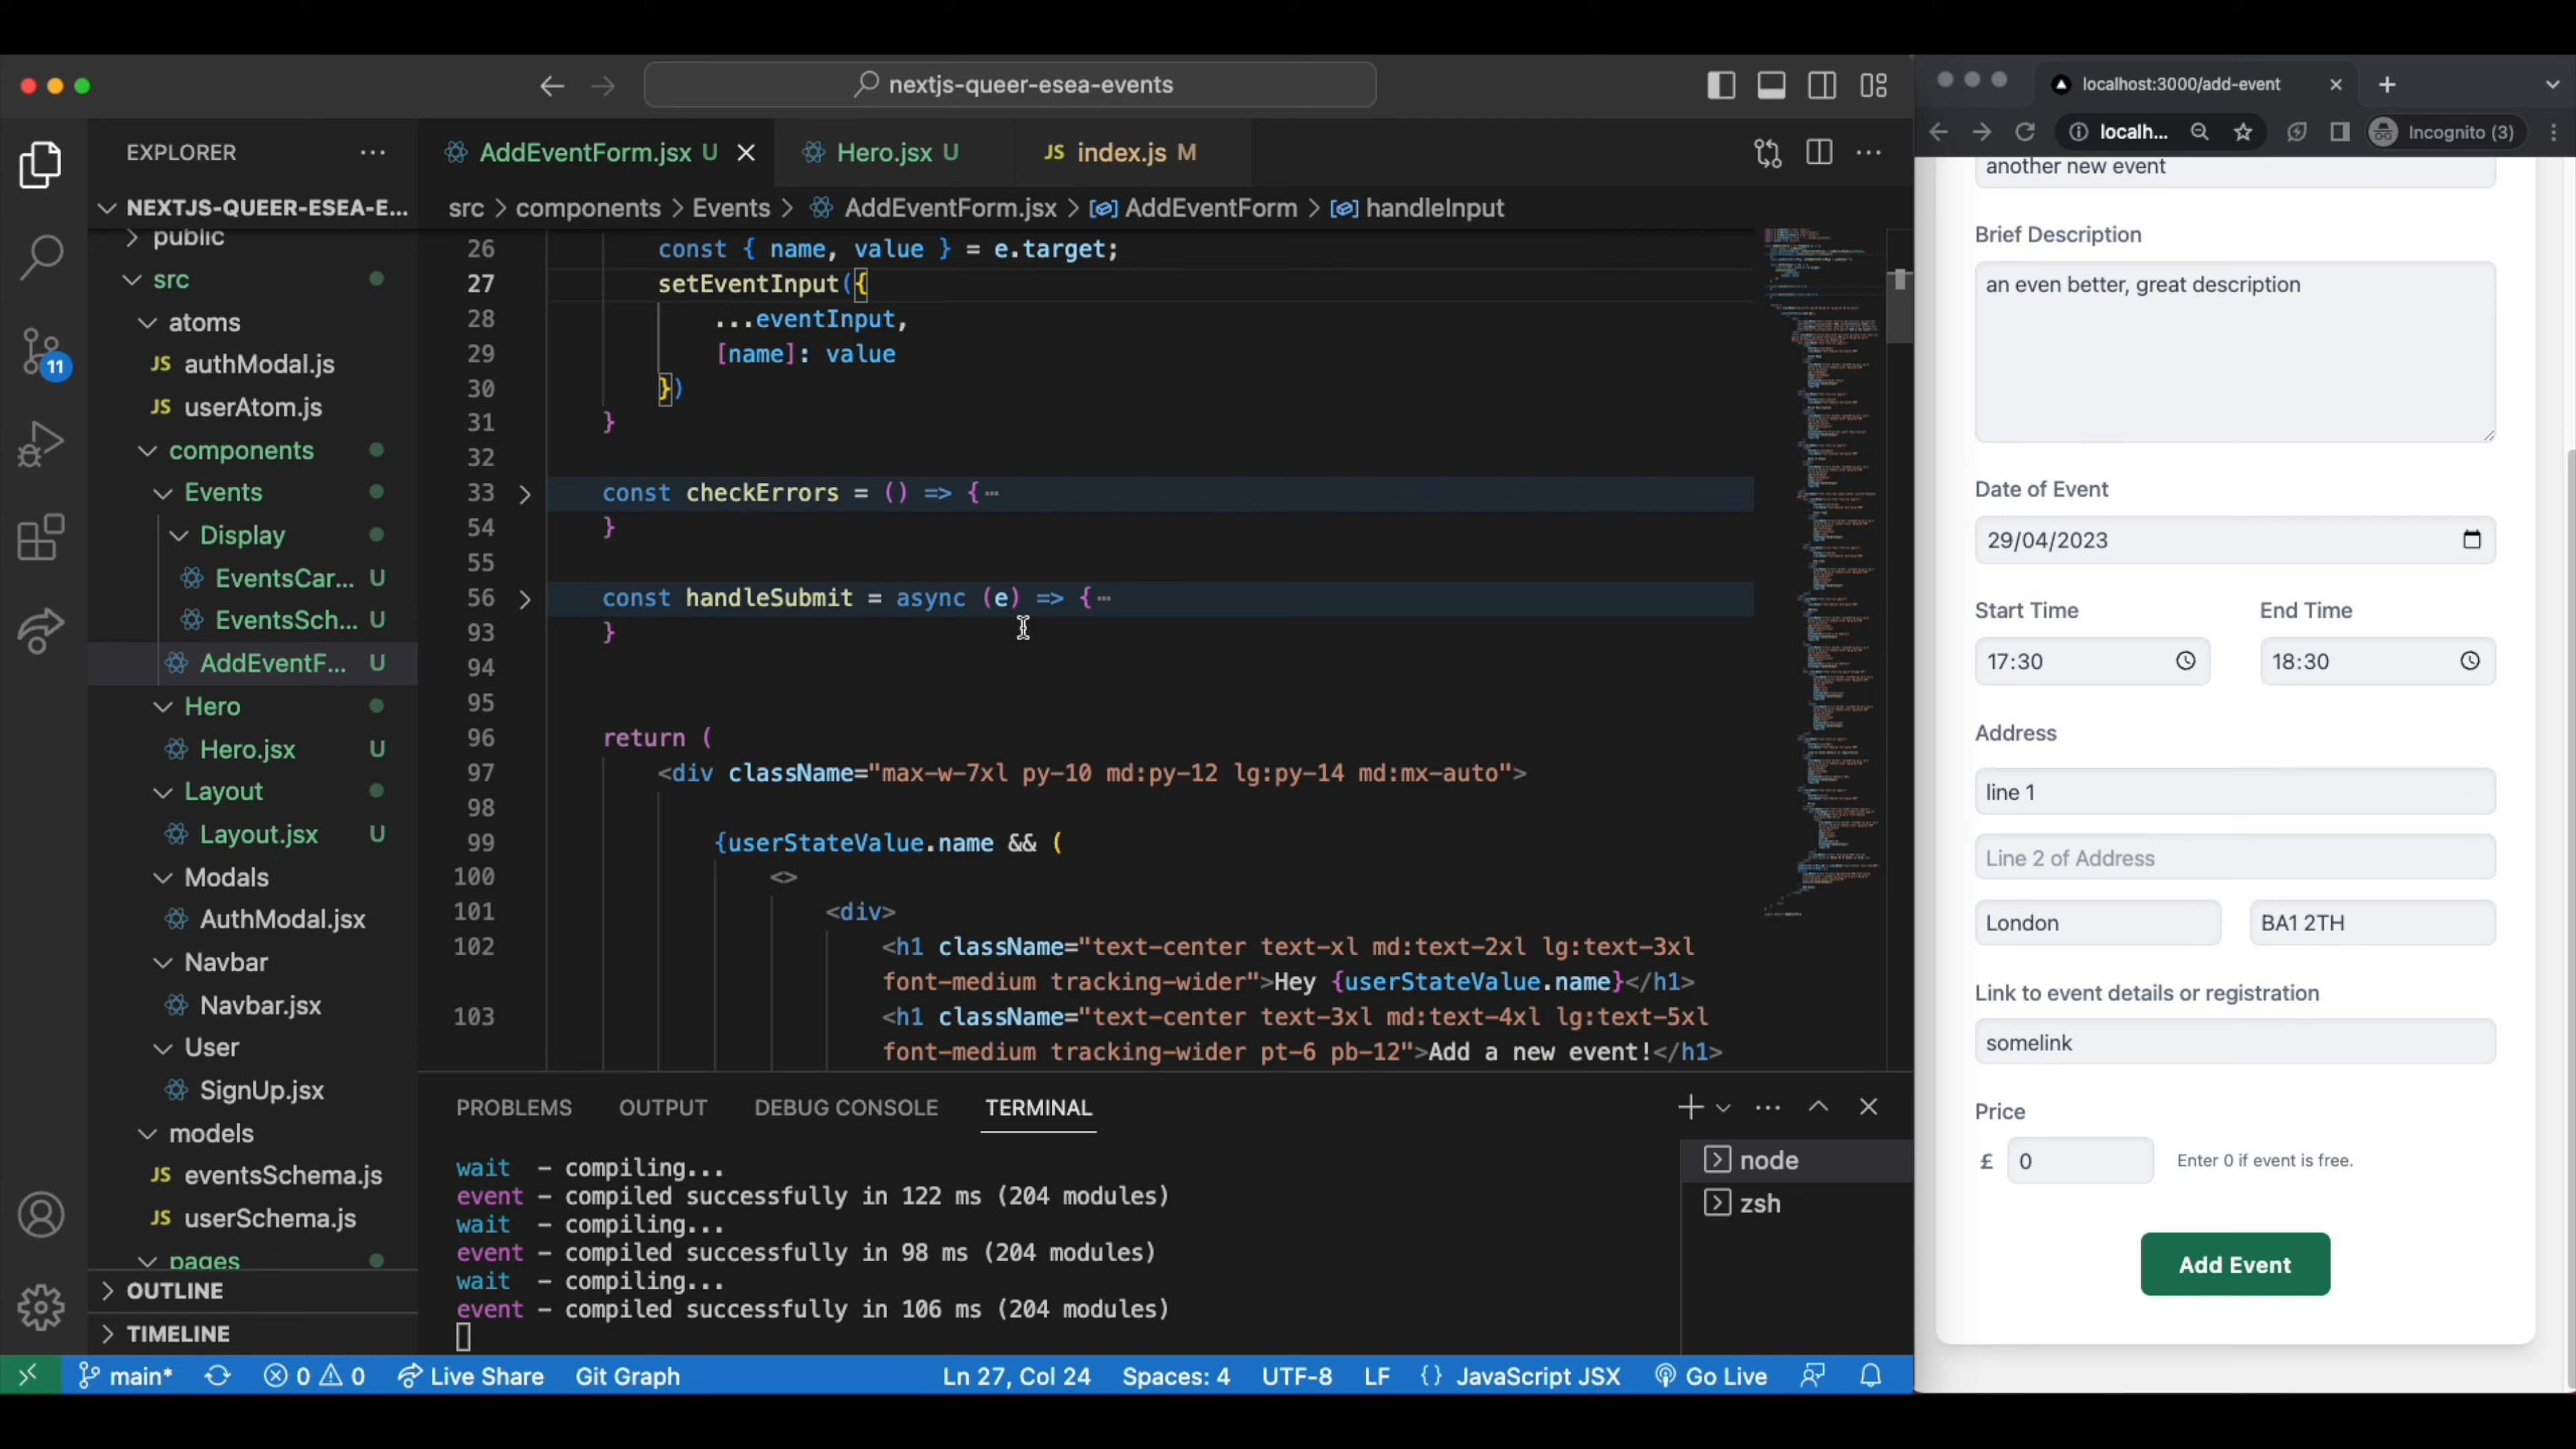 nextjs-queer-esea-events
EXPLORER
NEXTJS-QUEER-ESEA-E...
public
src
atoms
JS authModal.js
JS userAtom.js
components
Events
Display
EventsCar... U
EventsSch... U
AddEventF... U
Hero
Hero.jsx U
Layout
Layout.jsx U
Modals
AuthModal.jsx
Navbar
Navbar.jsx
User
SignUp.jsx
models
JS eventsSchema.js
JS userSchema.js
pages
OUTLINE
TIMELINE
11
AddEventForm.jsx U
Hero.jsx U
JS index.js M
src > components > Events > AddEventForm.jsx > AddEventForm > handleInput
26 const { name, value } = e.target;
27 setEventInput({
28 ...eventInput,
29 [name]: value
30 })
31 }
32
33 const checkErrors = () => {⋯
54 }
55
56 const handleSubmit = async (e) => {⋯
93 }
94
95
96 return (
97 <div className="max-w-7xl py-10 md:py-12 lg:py-14 md:mx-auto">
98
99 {userStateValue.name && (
100 <>
101 <div>
102 <h1 className="text-center text-xl md:text-2xl lg:text-3xl
font-medium tracking-wider">Hey {userStateValue.name}</h1>
103 <h1 className="text-center text-3xl md:text-4xl lg:text-5xl
font-medium tracking-wider pt-6 pb-12">Add a new event!</h1>
PROBLEMS OUTPUT DEBUG CONSOLE TERMINAL
wait – compiling...
event – compiled successfully in 122 ms (204 modules)
wait – compiling...
event – compiled successfully in 98 ms (204 modules)
wait – compiling...
event – compiled successfully in 106 ms (204 modules)
node
zsh
main* 0 0 Live Share Git Graph Ln 27, Col 24 Spaces: 4 UTF-8 LF {} JavaScript JSX Go Live
localhost:3000/add-event
localh... Incognito (3)
another new event
Brief Description
an even better, great description
Date of Event
29/04/2023
Start Time End Time
17:30 18:30
Address
line 1
Line 2 of Address
London BA1 2TH
Link to event details or registration
somelink
Price
£ 0 Enter 0 if event is free.
Add Event